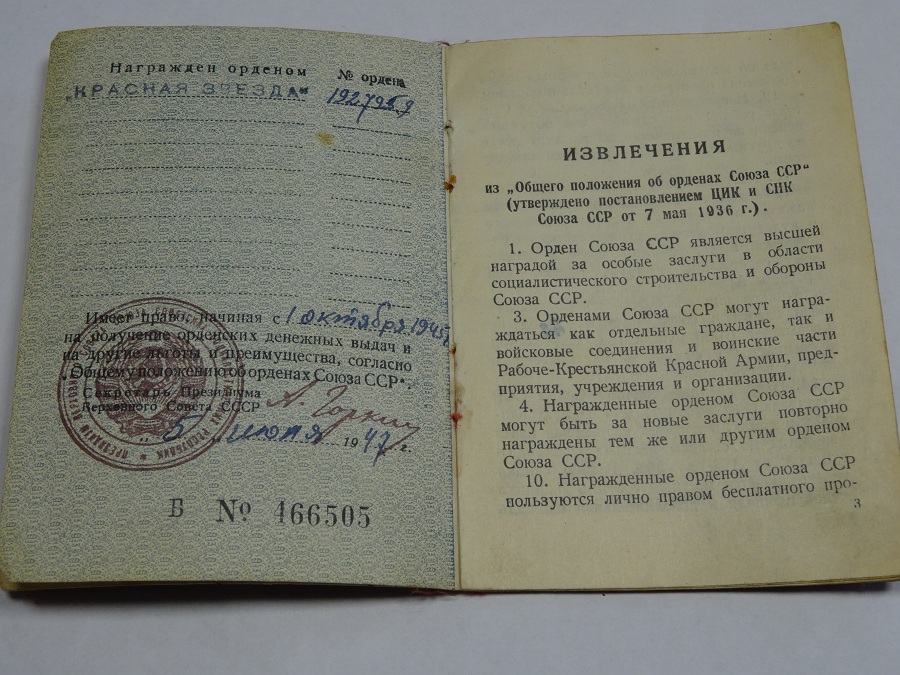 Награжден орденом
№ ордена
„КРАСНАЯ ЗВЕЗДА“
1927959
Имеет право, начиная с 1 октября 1945г
на получение орденских денежных выдач и
на другие льготы и преимущества, согласно
„Общему положению об орденах Союза ССР“.
Секретарь Президиума
Верховного Совета СССР А. Горкин
„5“ июля 1947 г.
Б № 466505
ИЗВЛЕЧЕНИЯ
из „Общего положения об орденах Союза ССР“
(утверждено постановлением ЦИК и СНК
Союза ССР от 7 мая 1936 г.).
1. Орден Союза ССР является высшей
наградой за особые заслуги в области
социалистического строительства и обороны
Союза ССР.
3. Орденами Союза ССР могут награ-
ждаться как отдельные граждане, так и
войсковые соединения и воинские части
Рабоче-Крестьянской Красной Армии, пред-
приятия, учреждения и организации.
4. Награжденные орденом Союза ССР
могут быть за новые заслуги повторно
награждены тем же или другим орденом
Союза ССР.
10. Награжденные орденом Союза ССР
пользуются лично правом бесплатного про-
3